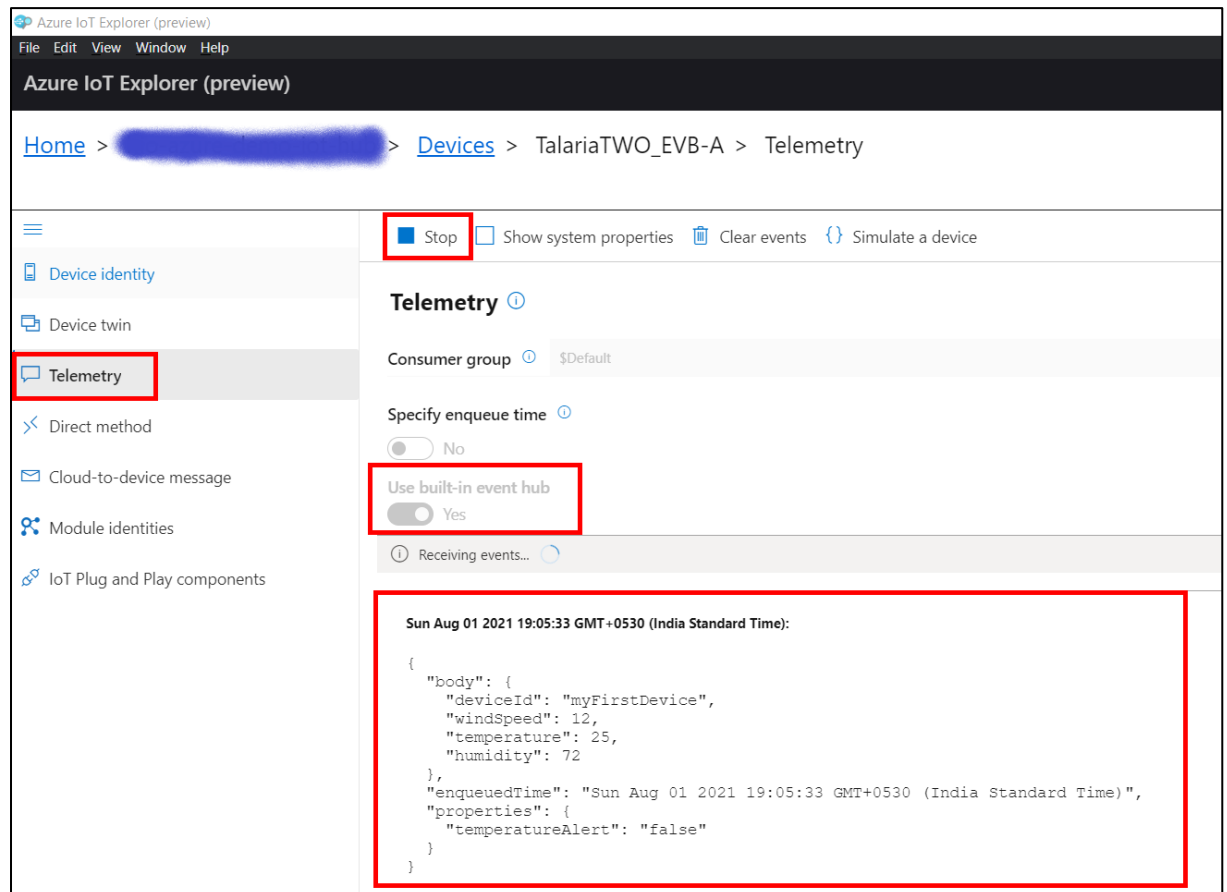 Azure IoT Explorer (preview)
File Edit View Window Help
Azure IoT Explorer (preview)
Home > > Devices > TalariaTWO_EVB-A > Telemetry
Stop Show system properties Clear events {} Simulate a device
Device identity
Device twin
Telemetry
Direct method
Cloud-to-device message
Module identities
IoT Plug and Play components
Telemetry
Consumer group $Default
Specify enqueue time
No
Use built-in event hub
Yes
Receiving events...
Sun Aug 01 2021 19:05:33 GMT+0530 (India Standard Time):
{
"body": {
"deviceId": "myFirstDevice",
"windSpeed": 12,
"temperature": 25,
"humidity": 72
},
"enqueuedTime": "Sun Aug 01 2021 19:05:33 GMT+0530 (India Standard Time)",
"properties": {
"temperatureAlert": "false"
}
}